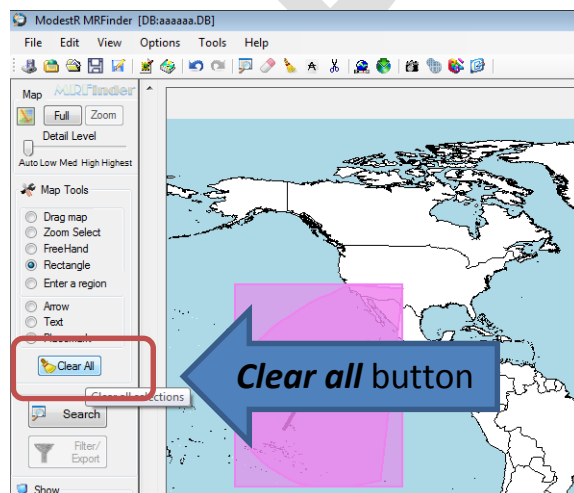 ModestR MRFinder [DB:aaaaaa.DB]
File Edit View Options Tools Help
Map MRFinder
Full Zoom
Detail Level
Auto Low Med High Highest
Map Tools
Drag map
Zoom Select
FreeHand
Rectangle
Enter a region
Arrow
Text
Placemark
Clear All
Clear all selections
Clear all button
Search
Filter/
Export
Show